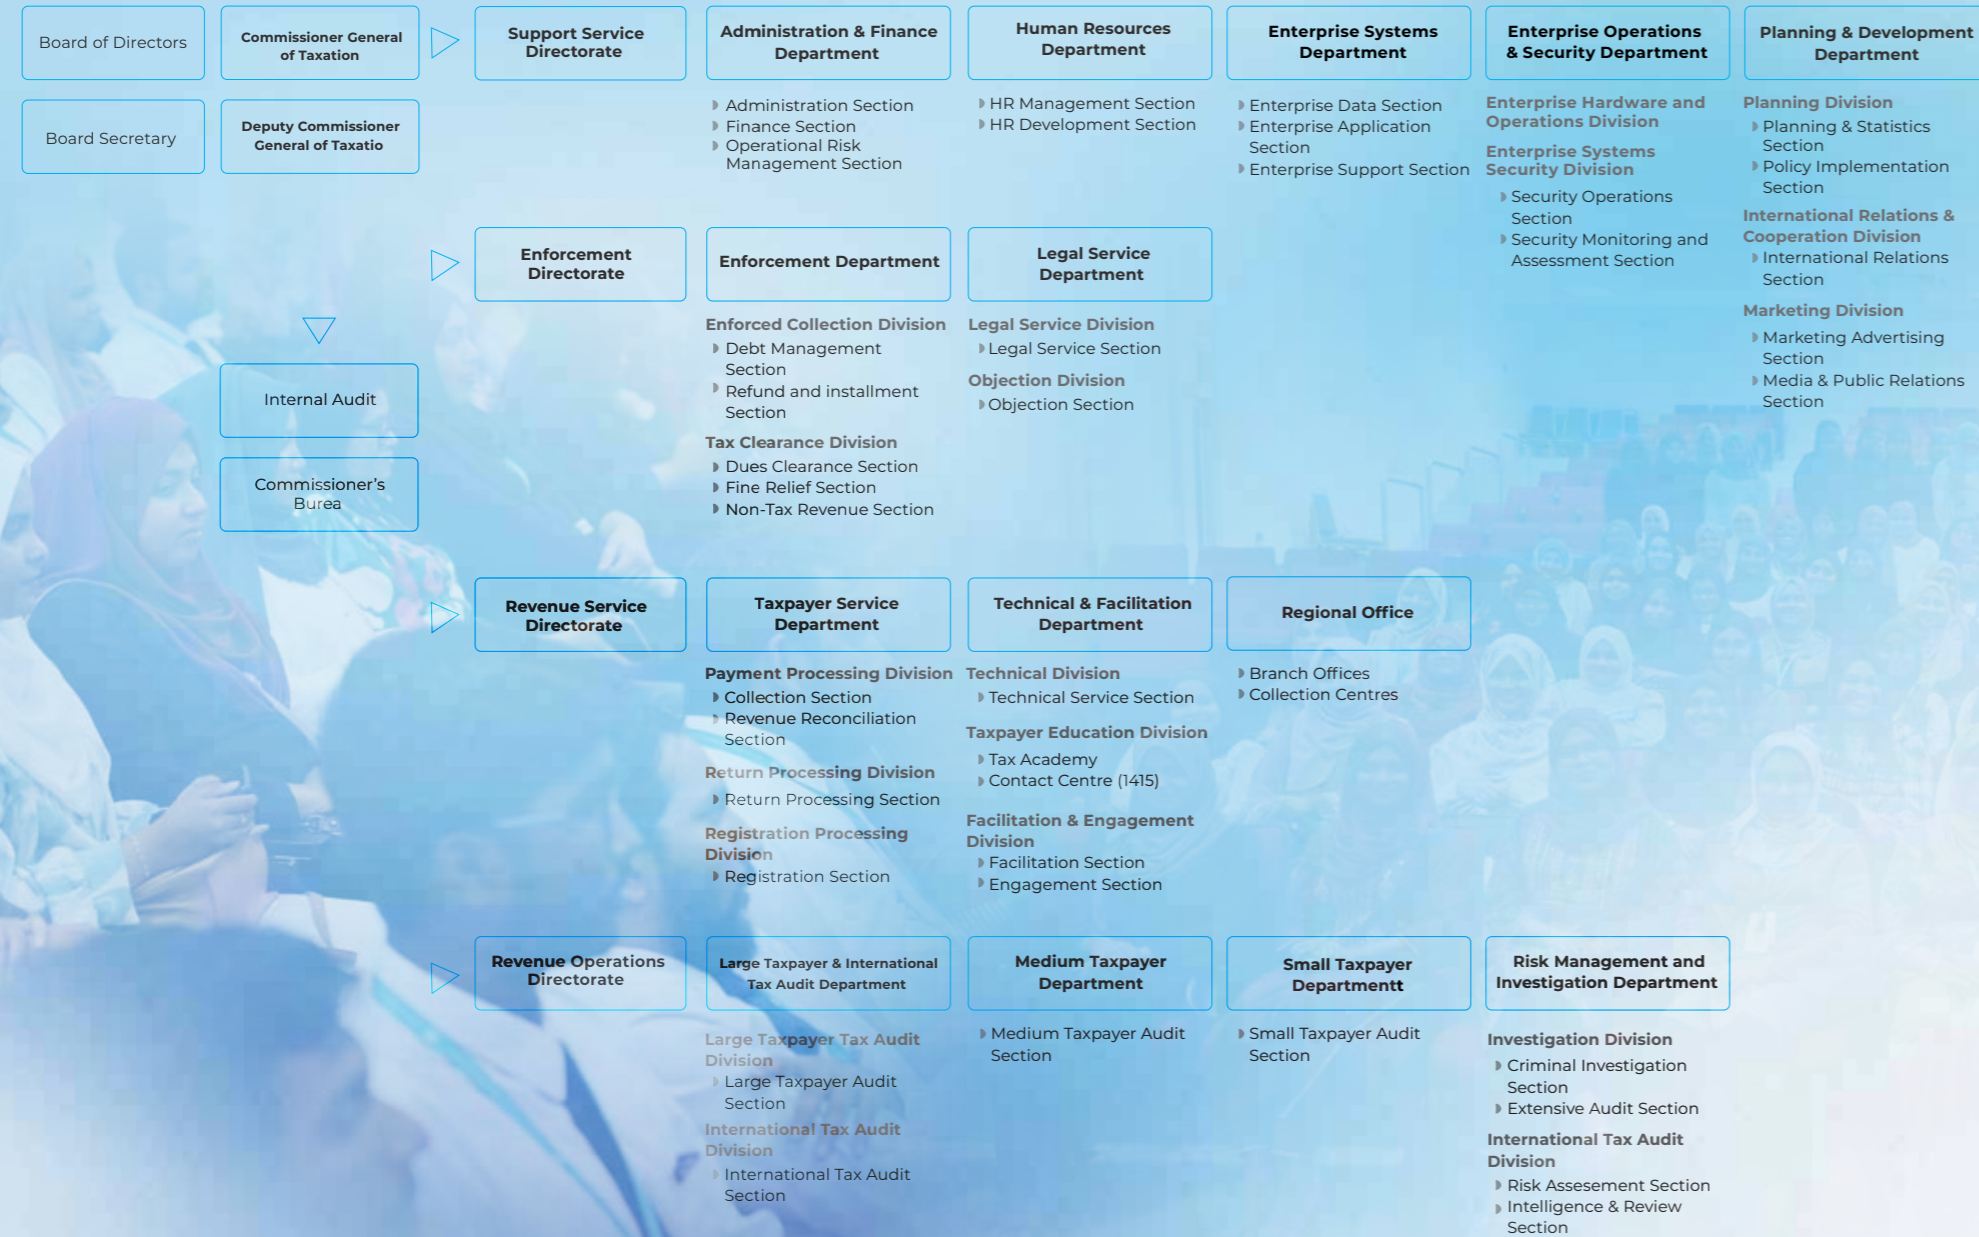 Board of Directors
Board Secretary
Commissioner General
of Taxation
Deputy Commissioner
General of Taxatio
Internal Audit
Commissioner's
Burea
Support Service
Directorate
Administration & Finance
Department
Administration Section
Finance Section
Operational Risk
Management Section
Human Resources
Department
HR Management Section
HR Development Section
Enterprise Systems
Department
Enterprise Data Section
Enterprise Application
Section
Enterprise Support Section
Enterprise Operations
& Security Department
Enterprise Hardware and
Operations Division
Enterprise Systems
Security Division
Security Operations
Section
Security Monitoring and
Assessment Section
Planning & Development
Department
Planning Division
Planning & Statistics
Section
Policy Implementation
Section
International Relations &
Cooperation Division
International Relations
Section
Marketing Division
Marketing Advertising
Section
Media & Public Relations
Section
Enforcement
Directorate
Enforcement Department
Enforced Collection Division
Debt Management
Section
Refund and installment
Section
Tax Clearance Division
Dues Clearance Section
Fine Relief Section
Non-Tax Revenue Section
Legal Service
Department
Legal Service Division
Legal Service Section
Objection Division
Objection Section
Revenue Service
Directorate
Taxpayer Service
Department
Payment Processing Division
Collection Section
Revenue Reconciliation
Section
Return Processing Division
Return Processing Section
Registration Processing
Division
Registration Section
Technical & Facilitation
Department
Technical Division
Technical Service Section
Taxpayer Education Division
Tax Academy
Contact Centre (1415)
Facilitation & Engagement
Division
Facilitation Section
Engagement Section
Regional Office
Branch Offices
Collection Centres
Revenue Operations
Directorate
Large Taxpayer & International
Tax Audit Department
Large Taxpayer Tax Audit
Division
Large Taxpayer Audit
Section
International Tax Audit
Division
International Tax Audit
Section
Medium Taxpayer
Department
Medium Taxpayer Audit
Section
Small Taxpayer
Departmentt
Small Taxpayer Audit
Section
Risk Management and
Investigation Department
Investigation Division
Criminal Investigation
Section
Extensive Audit Section
International Tax Audit
Division
Risk Assesement Section
Intelligence & Review
Section